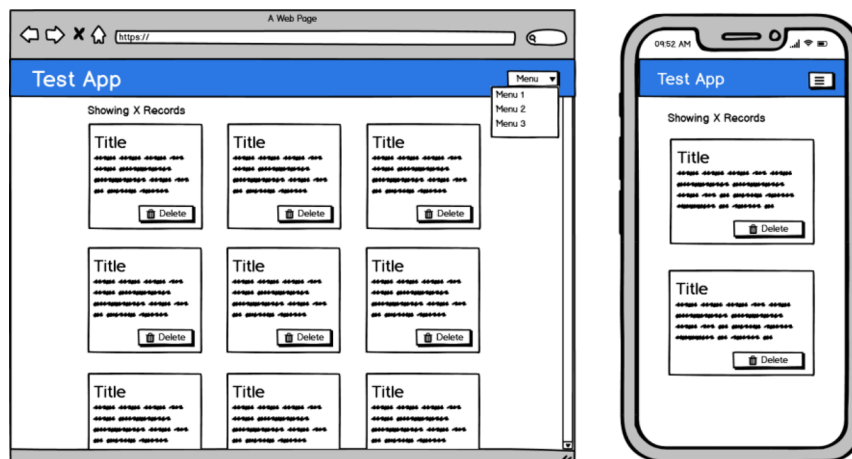 A Web Page
https://
Test App
Menu
Menu 1
Menu 2
Menu 3
Showing X Records
Title
Title
Title
Delete
Delete
Delete
Title
Title
Title
Delete
Delete
Delete
Title
Title
Title
09:52 AM
Test App
Showing X Records
Title
Delete
Title
Delete